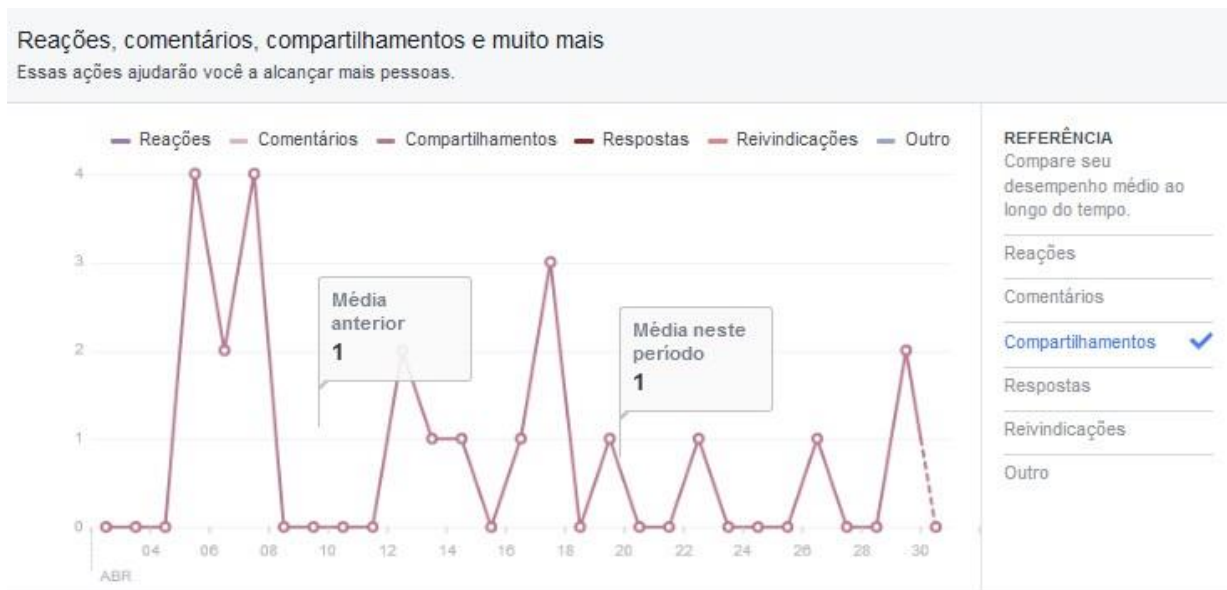 Reações, comentários, compartilhamentos e muito mais
Essas ações ajudarão você a alcançar mais pessoas.
Reações Comentários Compartilhamentos Respostas Reivindicações Outro
4
3
2
1
0
Média
anterior
1
Média neste
período
1
04 06 08 10 12 14 16 18 20 22 24 26 28 30
ABR
REFERÊNCIA
Compare seu
desempenho médio ao
longo do tempo.
Reações
Comentários
Compartilhamentos
Respostas
Reivindicações
Outro